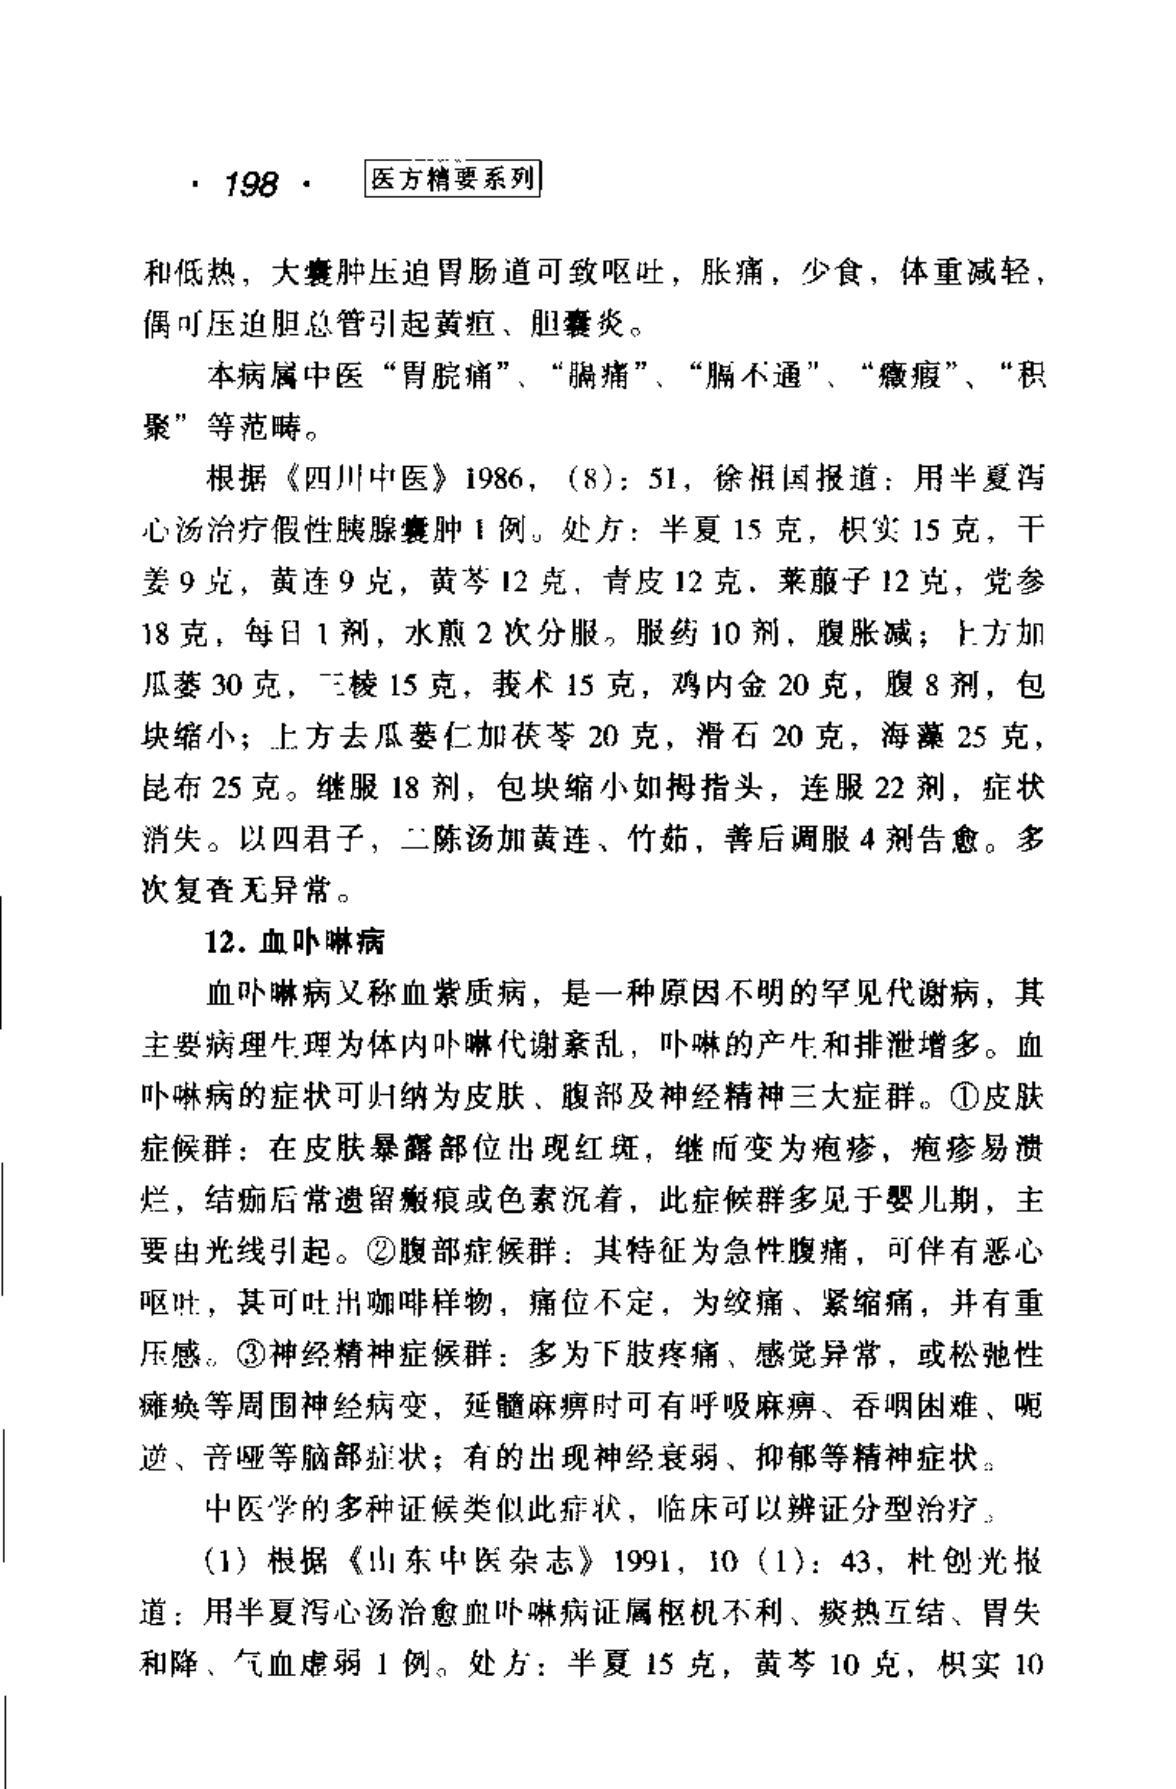 · 198 · 医方精要系列
和低热，大囊肿压迫胃肠道可致呕吐，胀痛，少食，体重减轻，
偶可压迫胆总管引起黄疸、胆囊炎。
本病属中医“胃脘痛”、“膈痛”、“膈不通”、“癥瘕”、“积
聚”等范畴。
根据《四川中医》1986，(8)：51，徐祖国报道：用半夏泻
心汤治疗假性胰腺囊肿1例。处方：半夏15克，枳实15克，干
姜9克，黄连9克，黄芩12克，青皮12克，莱菔子12克，党参
18克，每日1剂，水煎2次分服。服药10剂，腹胀减；上方加
瓜蒌30克，三棱15克，莪术15克，鸡内金20克，腹8剂，包
块缩小；上方去瓜蒌仁加茯苓20克，滑石20克，海藻25克，
昆布25克。继服18剂，包块缩小如拇指头，连服22剂，症状
消失。以四君子，二陈汤加黄连、竹茹，善后调服4剂告愈。多
次复查无异常。
12. 血卟啉病
血卟啉病又称血紫质病，是一种原因不明的罕见代谢病，其
主要病理生理为体内卟啉代谢紊乱，卟啉的产生和排泄增多。血
卟啉病的症状可归纳为皮肤、腹部及神经精神三大症群。①皮肤
症候群：在皮肤暴露部位出现红斑，继而变为疱疹，疱疹易溃
烂，结痂后常遗留瘢痕或色素沉着，此症候群多见于婴儿期，主
要由光线引起。②腹部症候群：其特征为急性腹痛，可伴有恶心
呕吐，甚可吐出咖啡样物，痛位不定，为绞痛、紧缩痛，并有重
压感。③神经精神症候群：多为下肢疼痛、感觉异常，或松弛性
瘫痪等周围神经病变，延髓麻痹时可有呼吸麻痹、吞咽困难、呃
逆、音哑等脑部症状；有的出现神经衰弱、抑郁等精神症状。
中医学的多种证候类似此症状，临床可以辨证分型治疗。
(1) 根据《山东中医杂志》1991，10 (1)：43，杜创光报
道：用半夏泻心汤治愈血卟啉病证属枢机不利、痰热互结、胃失
和降、气血虚弱1例。处方：半夏15克，黄芩10克，枳实10